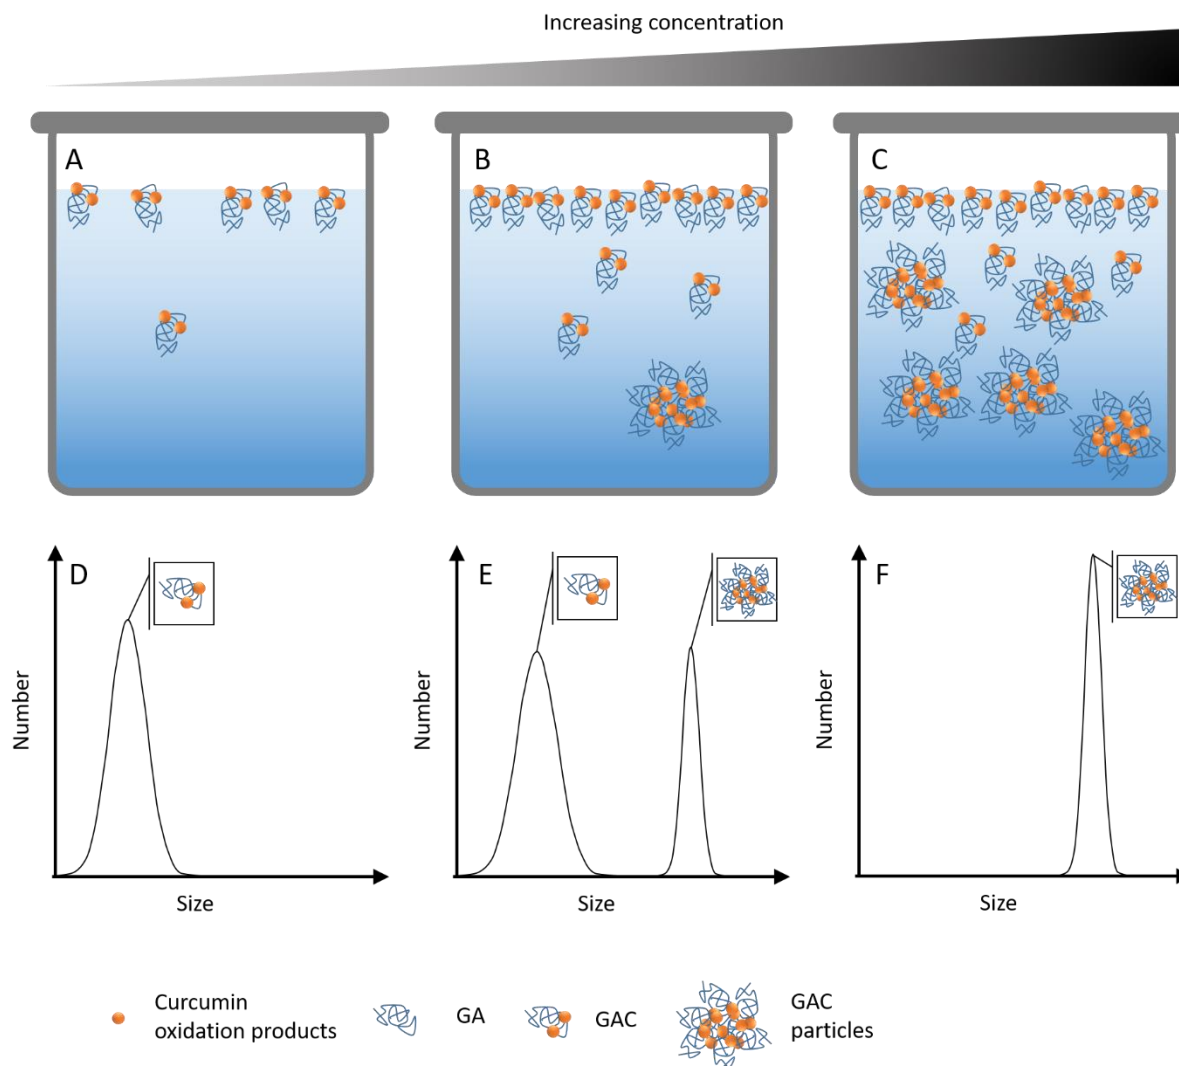 Increasing concentration
A
B
C
D
E
F
Number
Number
Number
Size
Size
Size
Curcumin
oxidation products
GA
GAC
GAC
particles